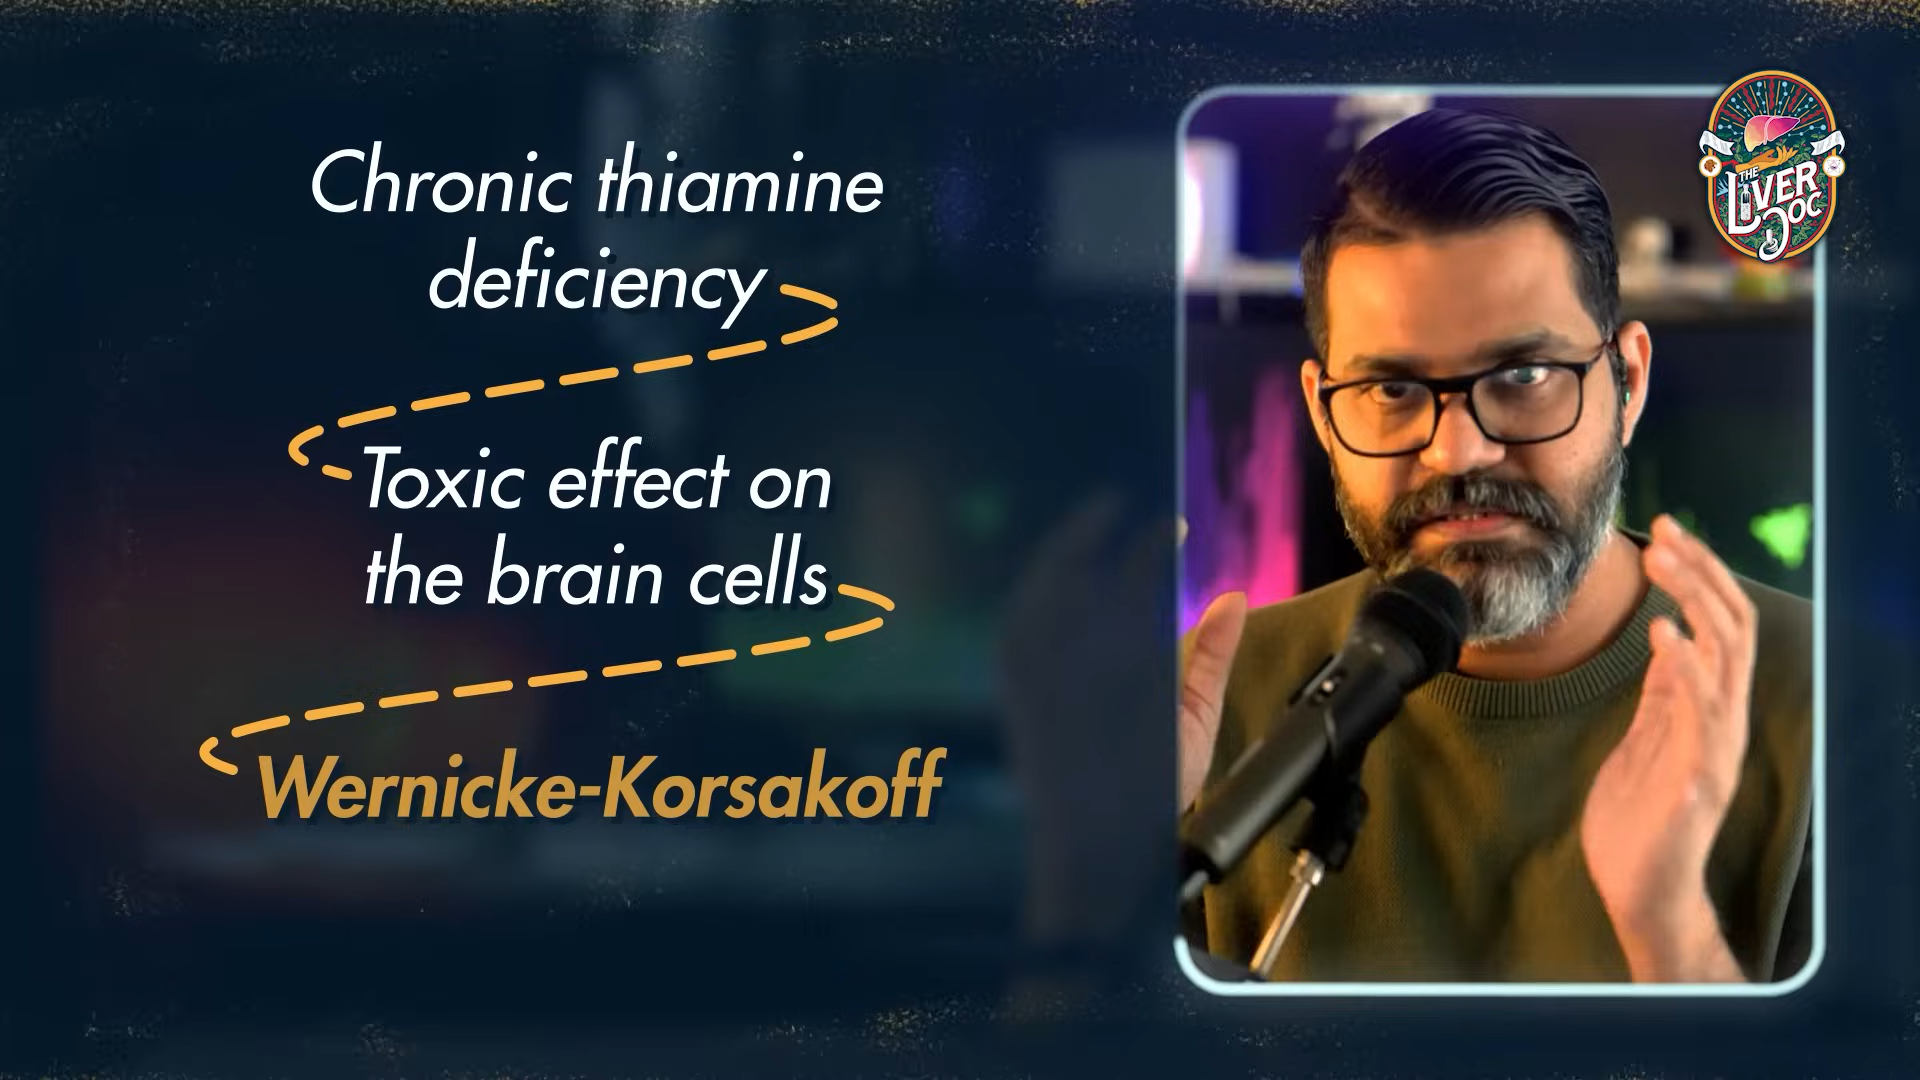 Chronic thiamine
deficiency
Toxic effect on
the brain cells
Wernicke-Korsakoff
THE
LIVER
DOC